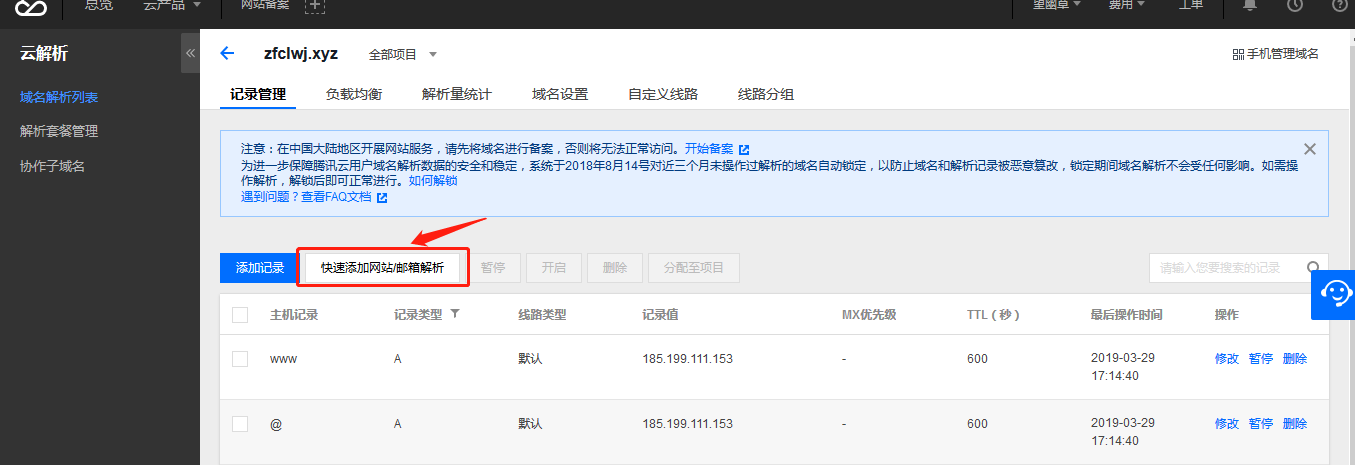 总览
云产品
网站备案
费用
工单
云解析
域名解析列表
解析套餐管理
协作子域名
zfclwj.xyz
全部项目
手机管理域名
记录管理
负载均衡
解析量统计
域名设置
自定义线路
线路分组
注意：在中国大陆地区开展网站服务，请先将域名进行备案，否则将无法正常访问。开始备案
为进一步保障腾讯云用户域名解析数据的安全和稳定，系统于2018年8月14号对近三个月未操作过解析的域名自动锁定，以防止域名和解析记录被恶意篡改，锁定期间域名解析不会受任何影响。如需操
作解析，解锁后即可正常进行。如何解锁
遇到问题？查看FAQ文档
添加记录
快速添加网站/邮箱解析
暂停
开启
删除
分配至项目
请输入您要搜索的记录
主机记录 记录类型 线路类型 记录值 MX优先级 TTL（秒） 最后操作时间 操作
www A 默认 185.199.111.153 - 600 2019-03-29 修改 暂停 删除
17:14:40
@ A 默认 185.199.111.153 - 600 2019-03-29 修改 暂停 删除
17:14:40